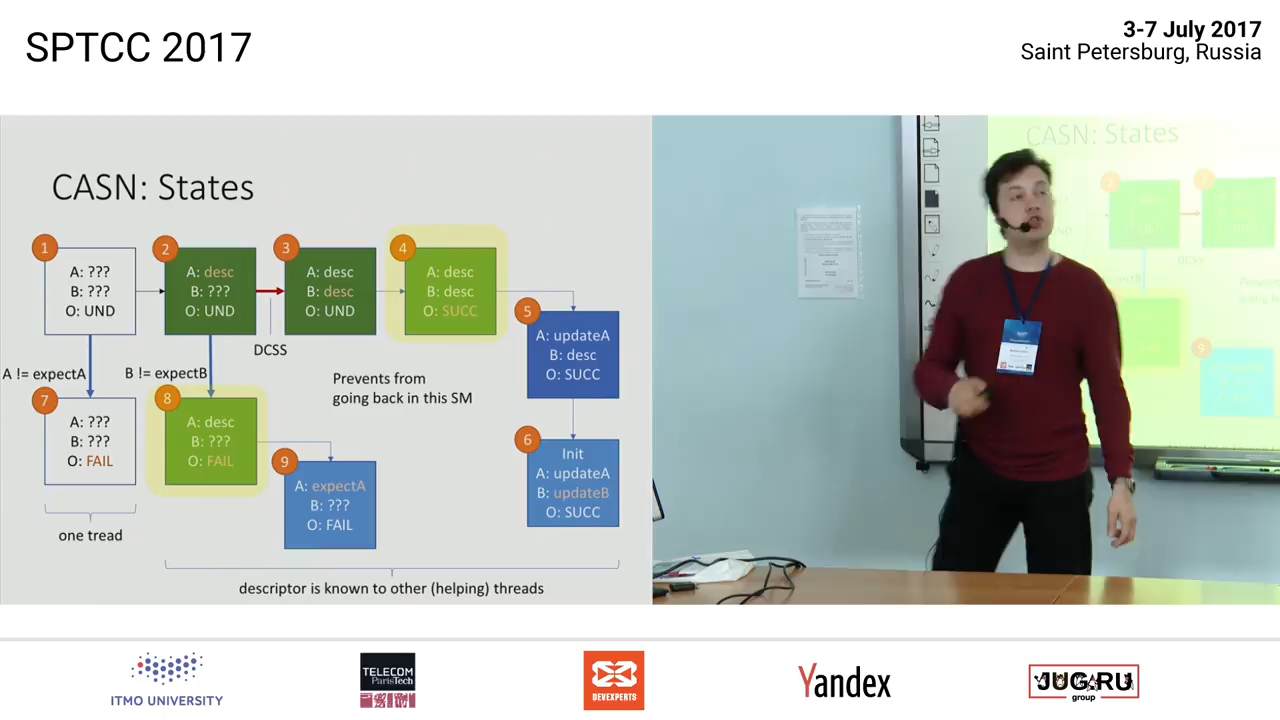 SPTCC 2017
3-7 July 2017
Saint Petersburg, Russia
CASN: States
1
A: ???
B: ???
O: UND
2
A: desc
B: ???
O: UND
3
A: desc
B: desc
O: UND
4
A: desc
B: desc
O: SUCC
DCSS
5
A: updateA
B: desc
O: SUCC
A != expectA
B != expectB
Prevents from
going back in this SM
7
A: ???
B: ???
O: FAIL
8
A: desc
B: ???
O: FAIL
9
A: expectA
B: ???
O: FAIL
6
Init
A: updateA
B: updateB
O: SUCC
one tread
descriptor is known to other (helping) threads
CASN: States
DCSS
ITMO UNIVERSITY
TELECOM
ParisTech
DEVEXPERTS
Yandex
JUG.RU
group